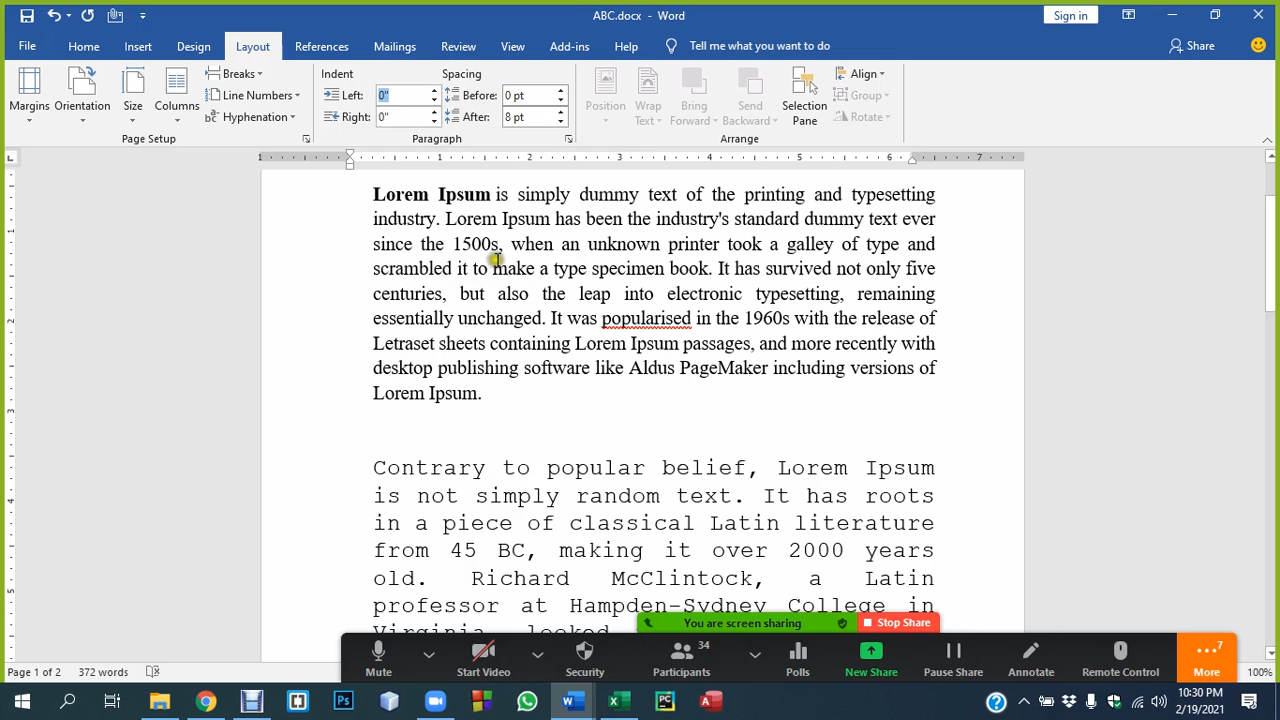 ABC.docx - Word
Sign in
File Home Insert Design Layout References Mailings Review View Add-ins Help Tell me what you want to do Share
Margins Orientation Size Columns
Breaks
Line Numbers
Hyphenation
Page Setup
Indent Spacing
Left: 0" Before: 0 pt
Right: 0" After: 8 pt
Paragraph
Position Wrap Text Bring Forward Send Backward Selection Pane
Align
Group
Rotate
Arrange
1 1 2 3 4 5 6 7
Lorem Ipsum is simply dummy text of the printing and typesetting
industry. Lorem Ipsum has been the industry's standard dummy text ever
since the 1500s, when an unknown printer took a galley of type and
scrambled it to make a type specimen book. It has survived not only five
centuries, but also the leap into electronic typesetting, remaining
essentially unchanged. It was popularised in the 1960s with the release of
Letraset sheets containing Lorem Ipsum passages, and more recently with
desktop publishing software like Aldus PageMaker including versions of
Lorem Ipsum.
Contrary to popular belief, Lorem Ipsum
is not simply random text. It has roots
in a piece of classical Latin literature
from 45 BC, making it over 2000 years
old. Richard McClintock, a Latin
professor at Hampden-Sydney College in
Virginia, looked
You are screen sharing Stop Share
Mute Start Video Security Participants 34 Polls New Share Pause Share Annotate Remote Control More 7
Page 1 of 2 372 words 100%
10:30 PM
2/19/2021